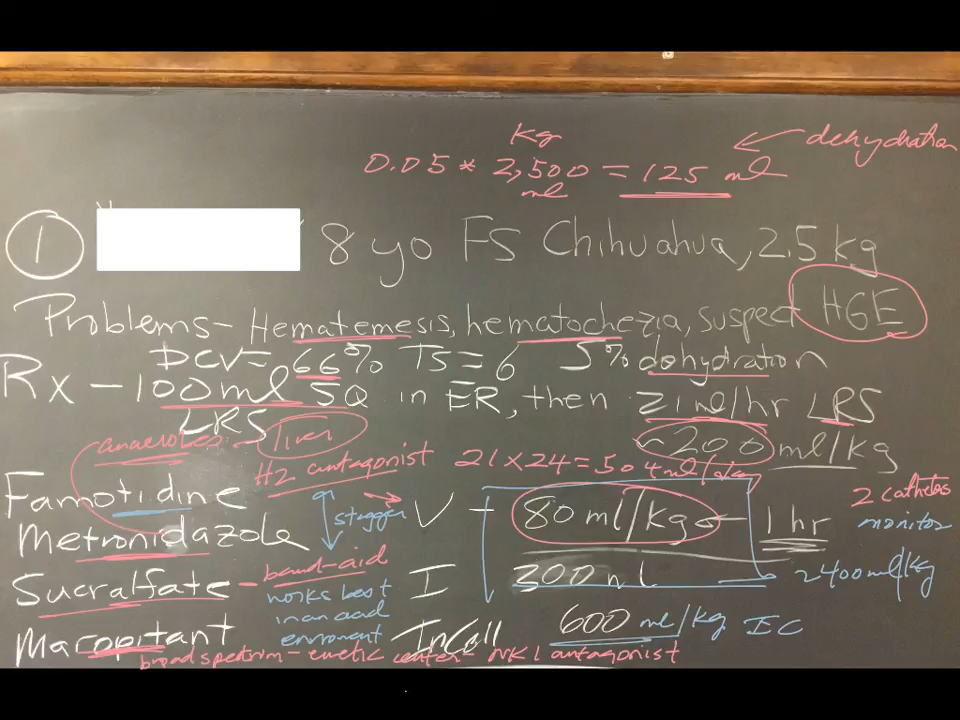 kg
0.05 * 2,500 = 125 ml ← dehydration
ml
1 8 yo FS Chihuahua, 2.5 kg
Problems - Hematemesis, hematochezia, suspect HGE
PCV = 66% TS = 6 5% dehydration
Rx - 100 ml SQ in ER, then 21 ml/hr LRS
LRS
anaerobes - liver ~200 ml/kg
H2 antagonist 21 x 24 = 504 ml/day
Famotidine stagger V - 80 ml/kg ← 1 hr 2 catheters
monitor
Metronidazole
Sucralfate - band-aid I 300 ml 2400 ml/kg
works best
in an acid
enviroment
Maropitant InCell 600 ml/kg IC
broad spectrum - emetic center - NK1 antagonist